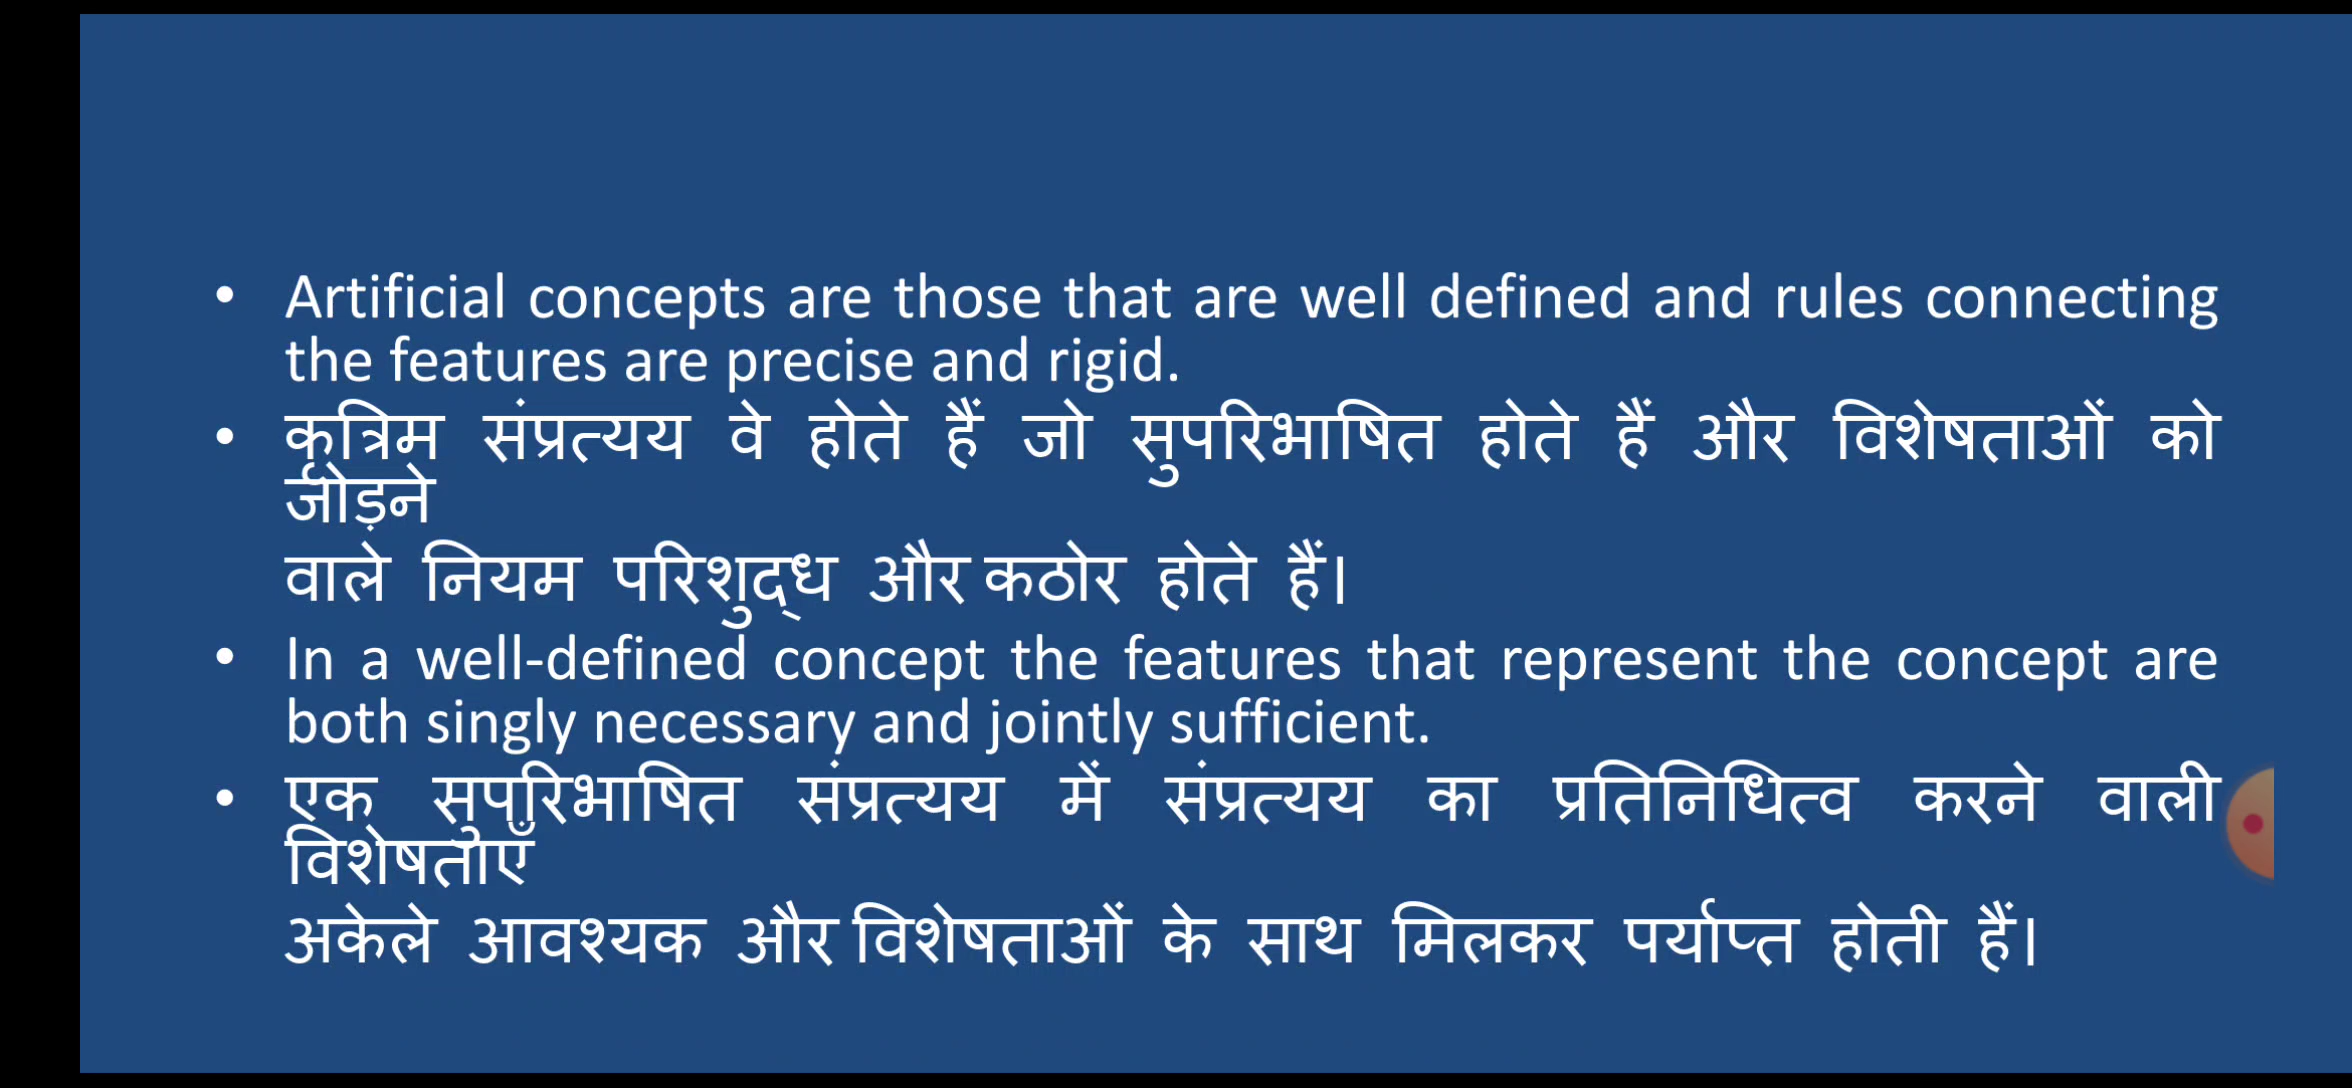 • Artificial concepts are those that are well defined and rules connecting
the features are precise and rigid.
• कृत्रिम संप्रत्यय वे होते हैं जो सुपरिभाषित होते हैं और विशेषताओं को
जोड़ने
वाले नियम परिशुद्ध और कठोर होते हैं।
• In a well-defined concept the features that represent the concept are
both singly necessary and jointly sufficient.
• एक सुपरिभाषित संप्रत्यय में संप्रत्यय का प्रतिनिधित्व करने वाली
विशेषताएँ
अकेले आवश्यक और विशेषताओं के साथ मिलकर पर्याप्त होती हैं।